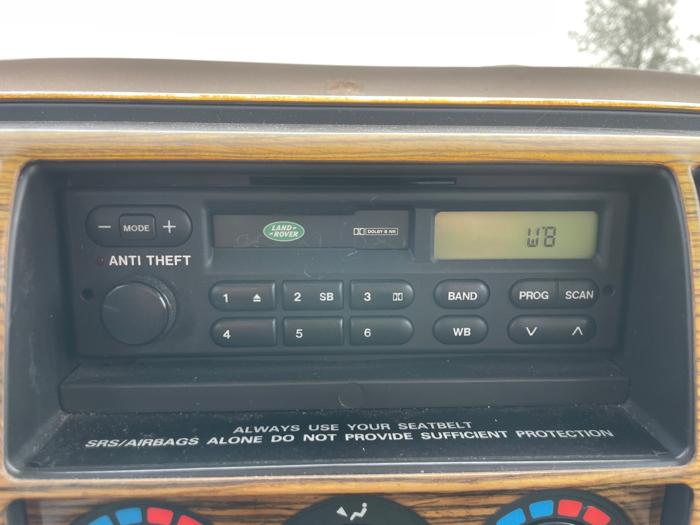 − MODE +
LAND-
-ROVER
DOLBY B NR
WB
ANTI THEFT
1 2 SB 3 BAND PROG SCAN
4 5 6 WB
ALWAYS USE YOUR SEATBELT
SRS/AIRBAGS ALONE DO NOT PROVIDE SUFFICIENT PROTECTION